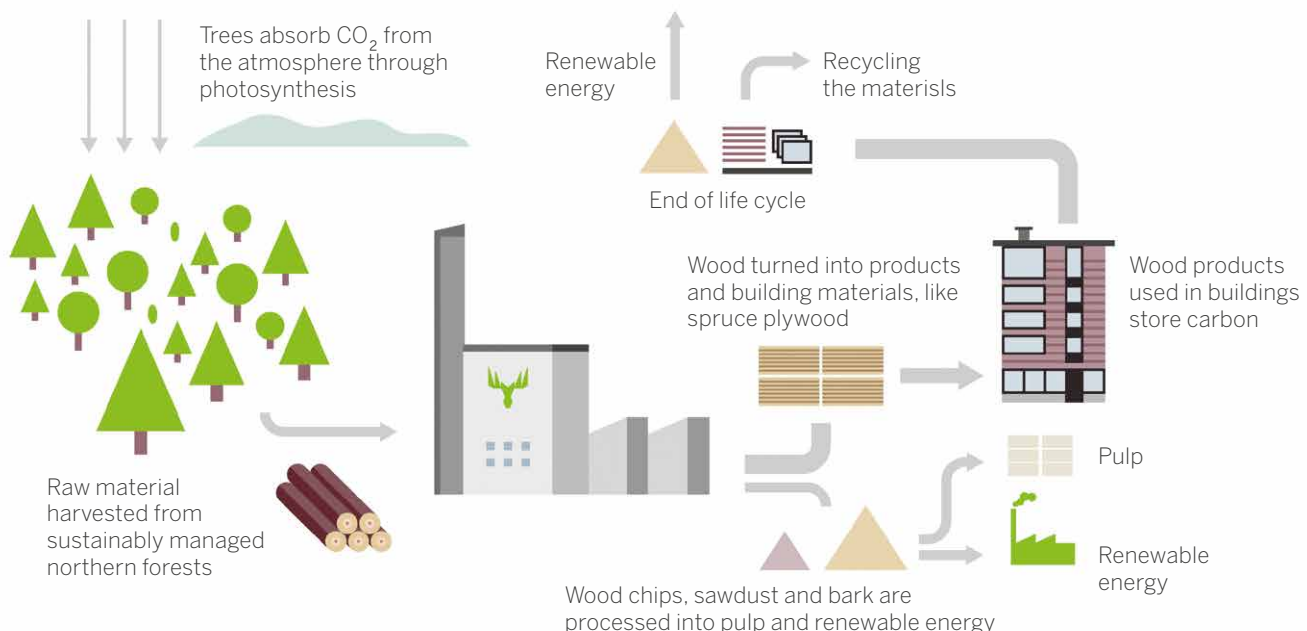 Trees absorb CO₂ from
the atmosphere through
photosynthesis
Renewable
energy
Recycling
the materisls
End of life cycle
Wood turned into products
and building materials, like
spruce plywood
Wood products
used in buildings
store carbon
Raw material
harvested from
sustainably managed
northern forests
Pulp
Renewable
energy
Wood chips, sawdust and bark are
processed into pulp and renewable energy